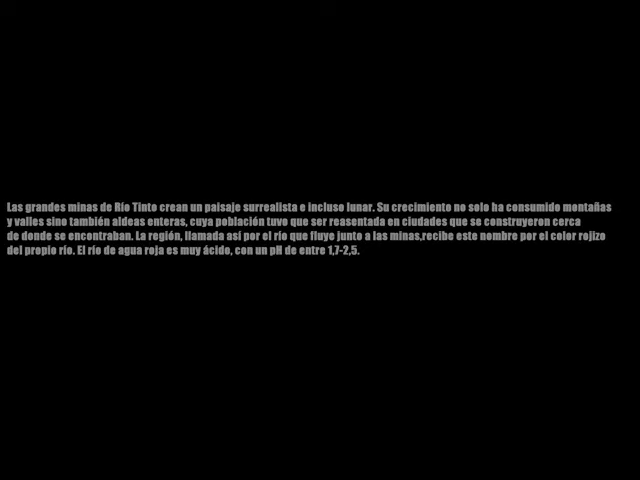 Las grandes minas de Río Tinto crean un paisaje surrealista e incluso lunar. Su crecimiento no solo ha consumido montañas
y valles sino también aldeas enteras, cuya población tuvo que ser reasentada en ciudades que se construyeron cerca
de donde se encontraban. La región, llamada así por el río que fluye junto a las minas,recibe este nombre por el color rojizo
del propio río. El río de agua roja es muy ácido, con un pH de entre 1,7-2,5.